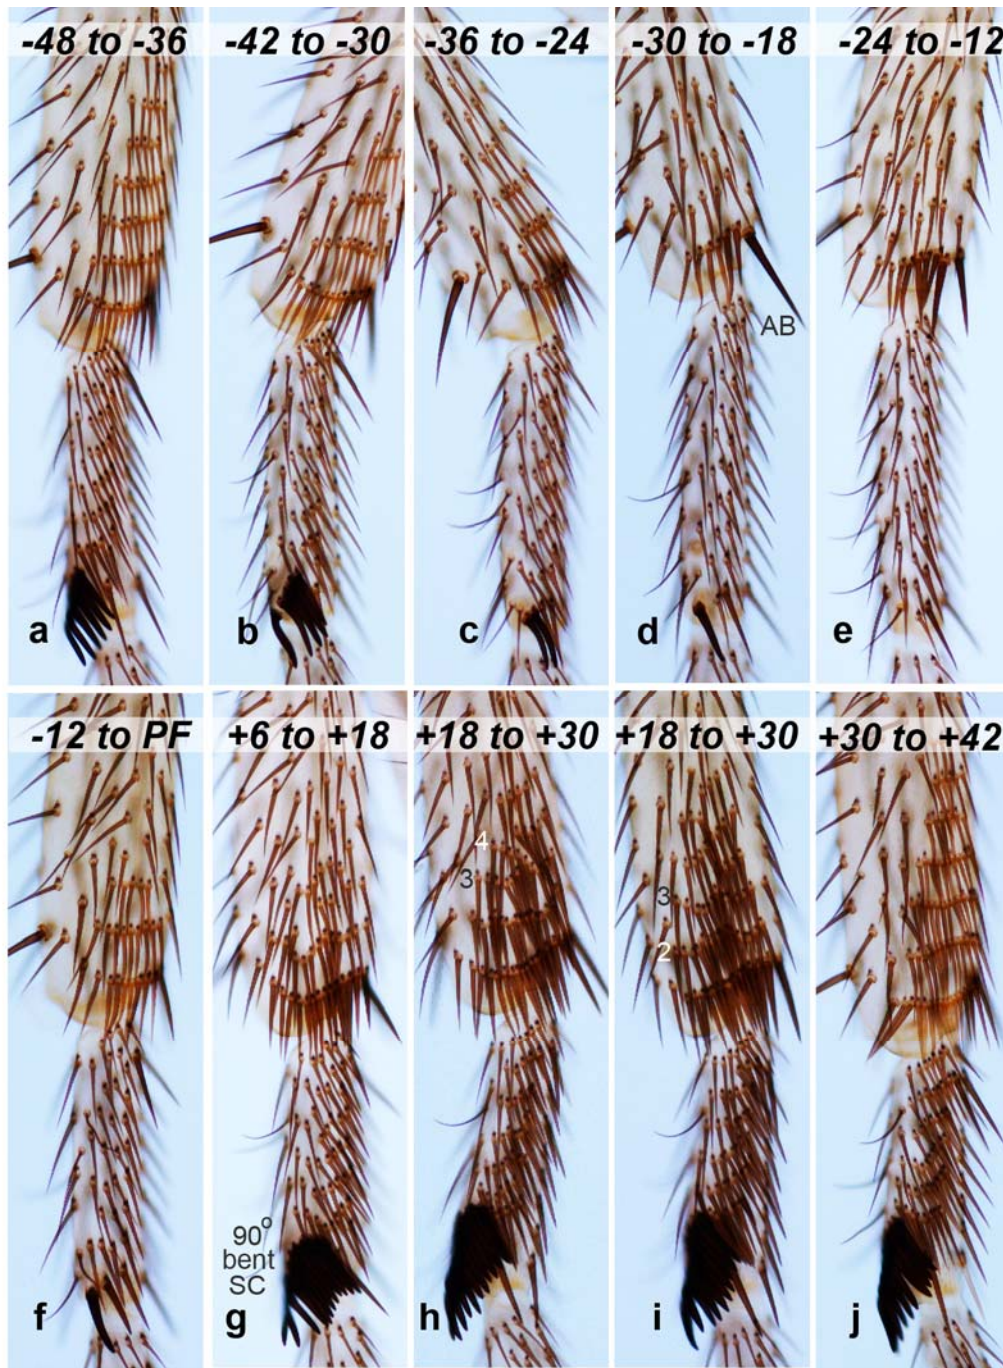 -48 to -36
-42 to -30
-36 to -24
-30 to -18
-24 to -12
AB
a
b
c
d
e
-12 to PF
+6 to +18
+18 to +30
+18 to +30
+30 to +42
4
3
3
2
90o
bent
SC
f
g
h
i
j